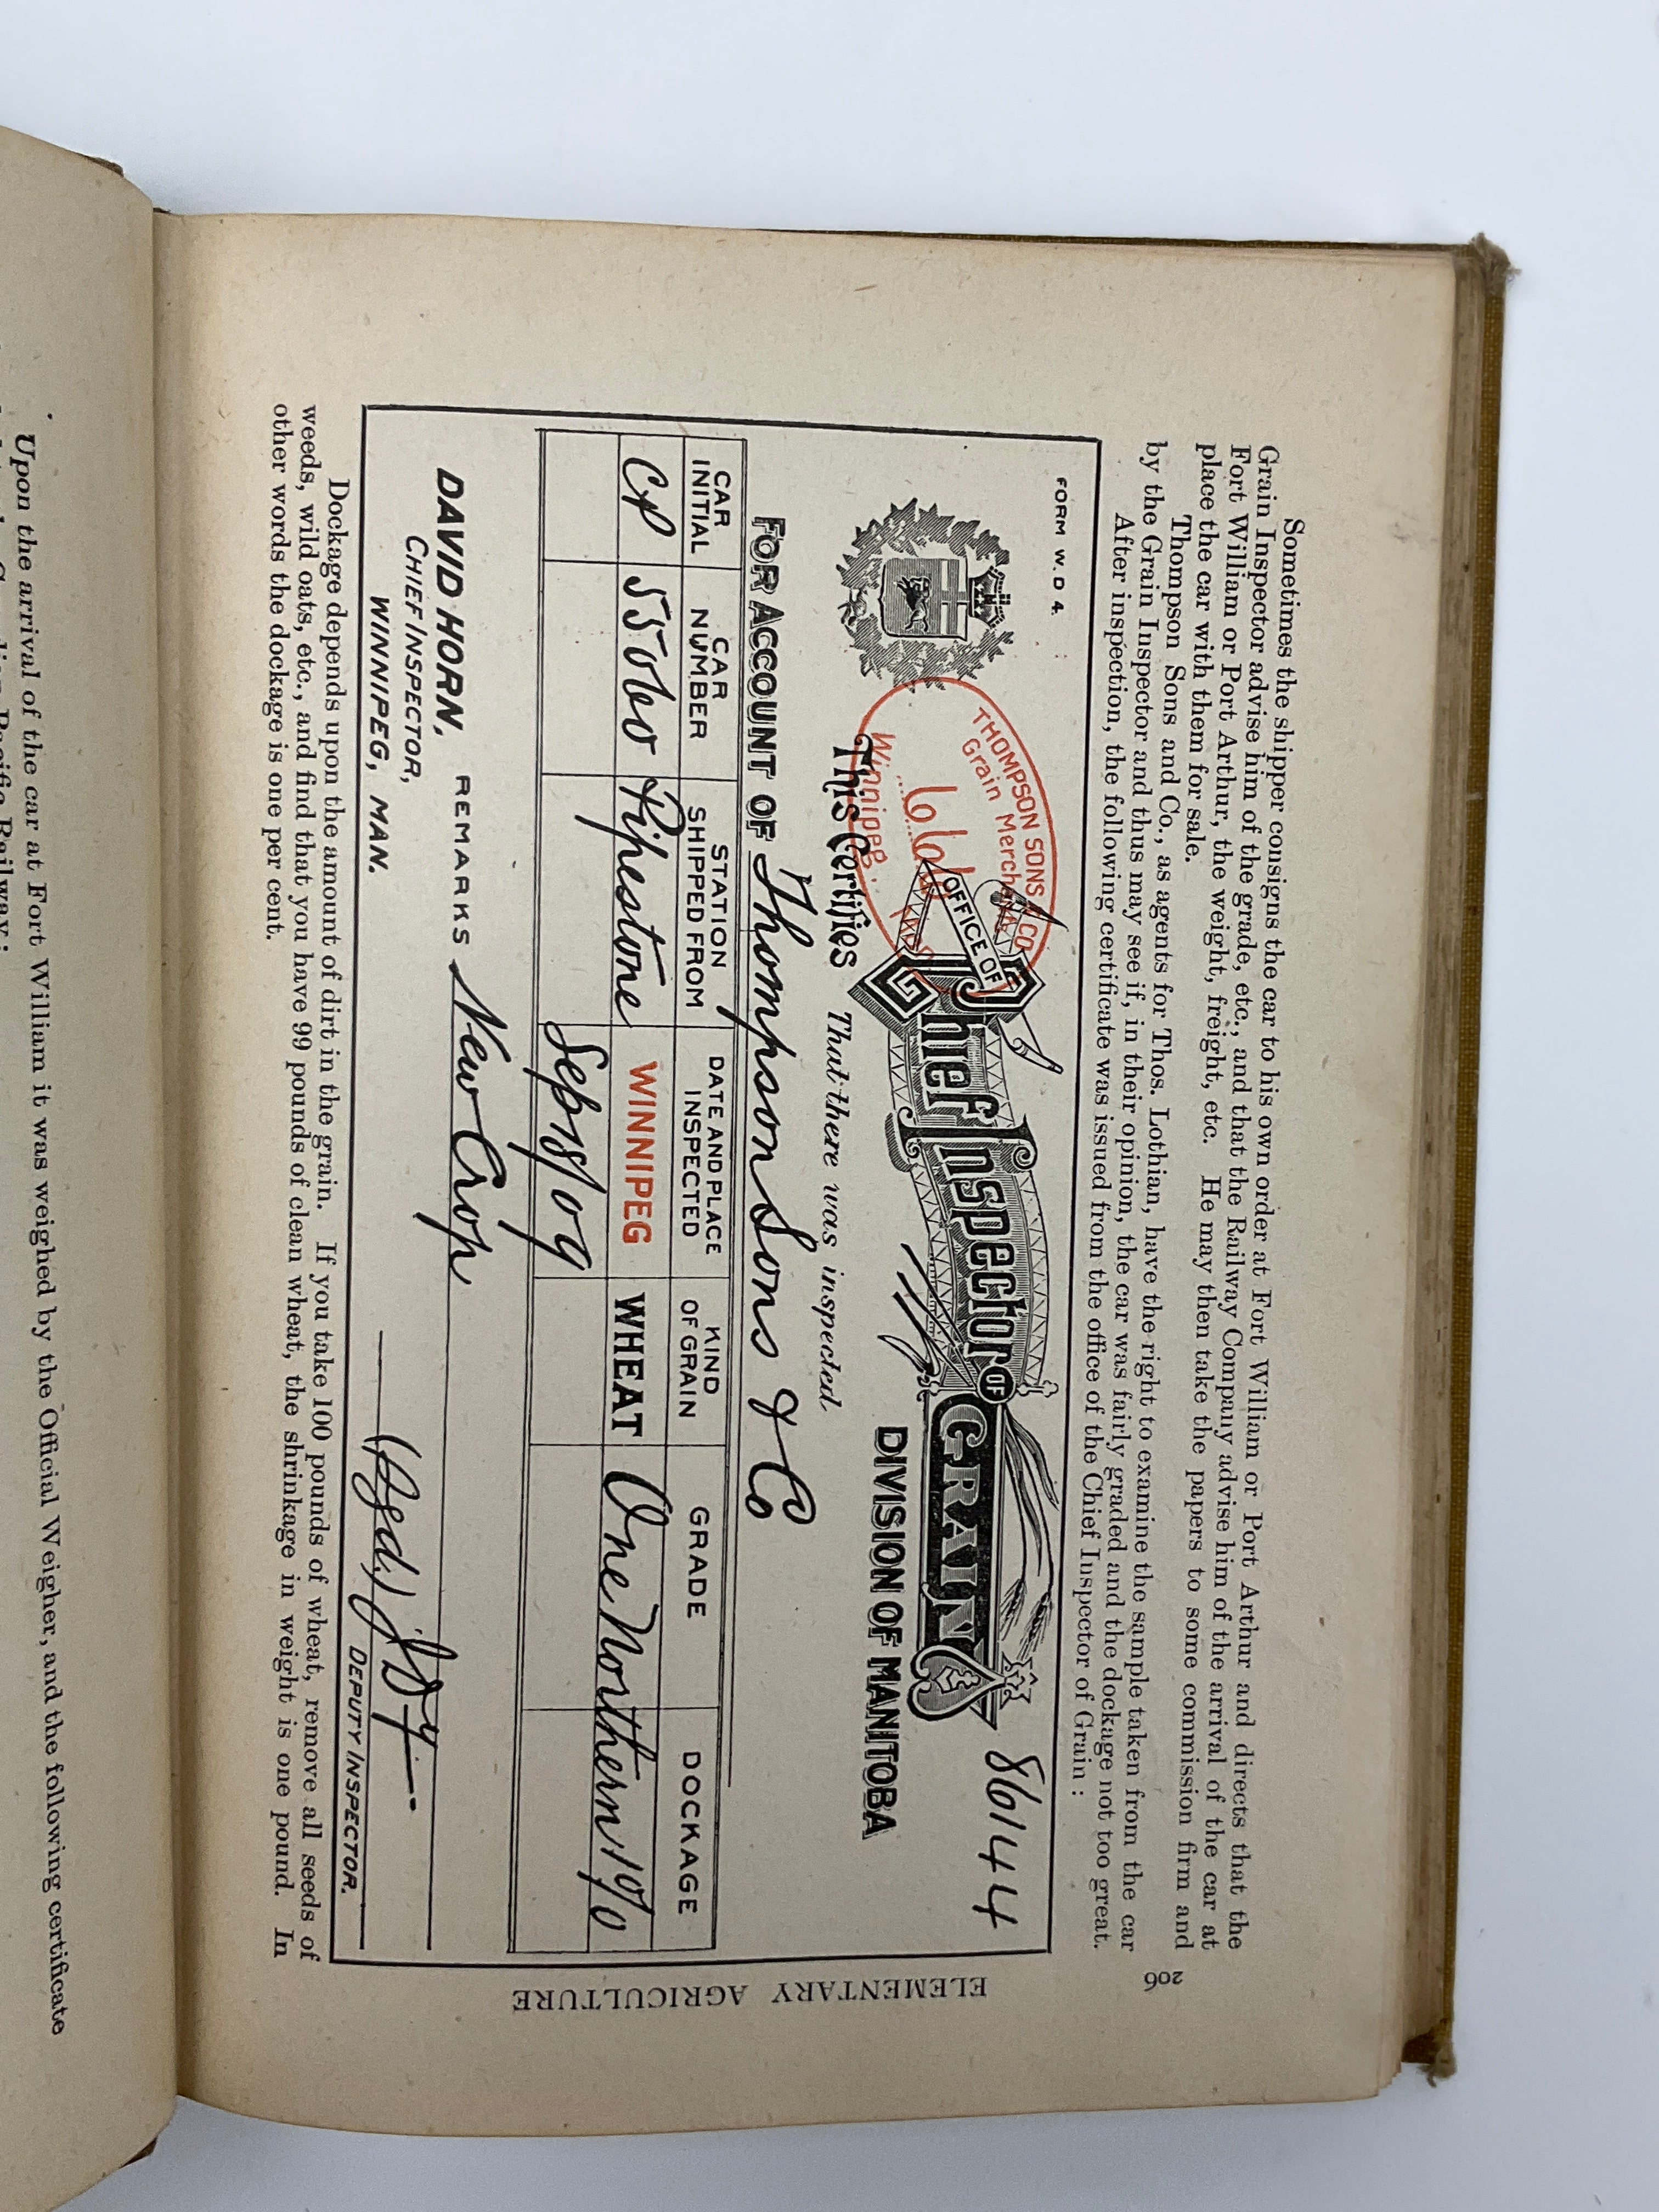 206
ELEMENTARY AGRICULTURE
Sometimes the shipper consigns the car to his own order at Fort William or Port Arthur and directs that the
Grain Inspector advise him of the grade, etc., and that the Railway Company advise him of the arrival of the car at
Fort William or Port Arthur, the weight, freight, etc. He may then take the papers to some commission firm and
place the car with them for sale.
Thompson Sons and Co., as agents for Thos. Lothian, have the right to examine the sample taken from the car
by the Grain Inspector and thus may see if, in their opinion, the car was fairly graded and the dockage not too great.
After inspection, the following certificate was issued from the office of the Chief Inspector of Grain:
FORM W. D 4.
86144
THOMPSON SONS & CO
Grain Merchants
Winnipeg.
OFFICE OF
Chief Inspector OF GRAIN
DIVISION OF MANITOBA
This Certifies That there was inspected
FOR ACCOUNT OF Thompson Sons & Co
CAR INITIAL CAR NUMBER STATION SHIPPED FROM DATE AND PLACE INSPECTED KIND OF GRAIN GRADE DOCKAGE
CP 55060 Pipestone WINNIPEG WHEAT One Northern 1%
Sep 15/09
REMARKS New Crop
DAVID HORN,
CHIEF INSPECTOR,
WINNIPEG, MAN.
(Sgd.)
DEPUTY INSPECTOR.
Dockage depends upon the amount of dirt in the grain. If you take 100 pounds of wheat, remove all seeds of
weeds, wild oats, etc., and find that you have 99 pounds of clean wheat, the shrinkage in weight is one pound. In
other words the dockage is one per cent.
Upon the arrival of the car at Fort William it was weighed by the Official Weigher, and the following certificate
Pacific Railway: